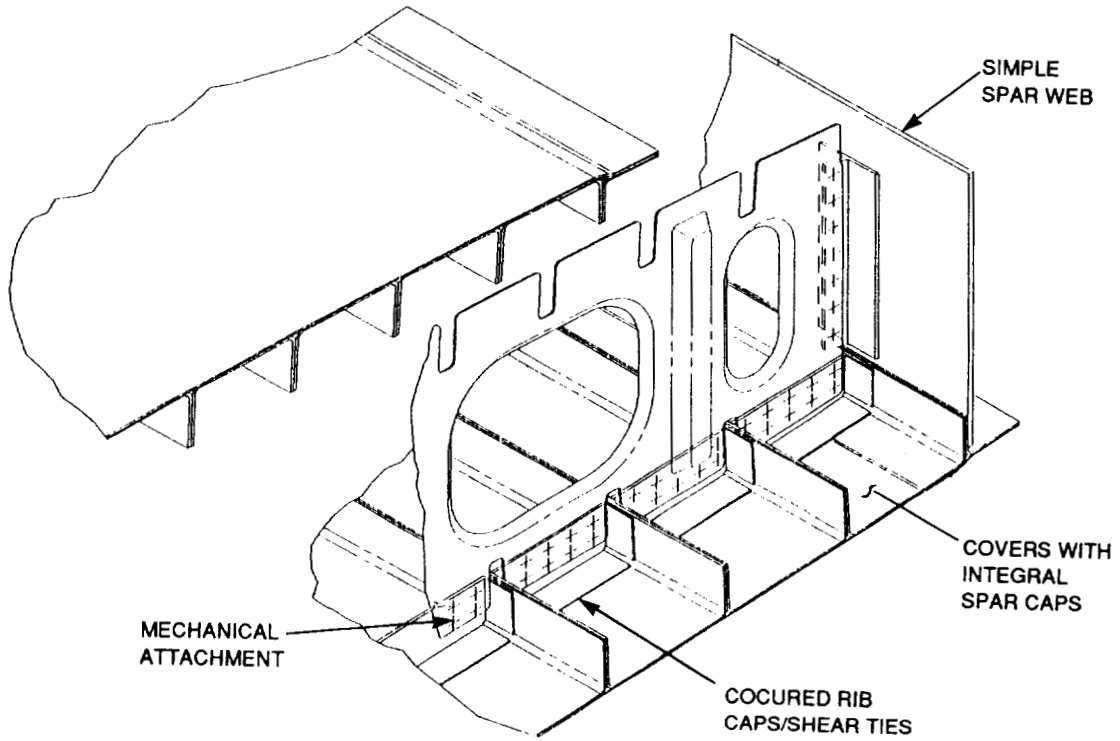 SIMPLE
SPAR WEB
COVERS WITH
INTEGRAL
SPAR CAPS
MECHANICAL
ATTACHMENT
COCURED RIB
CAPS/SHEAR TIES